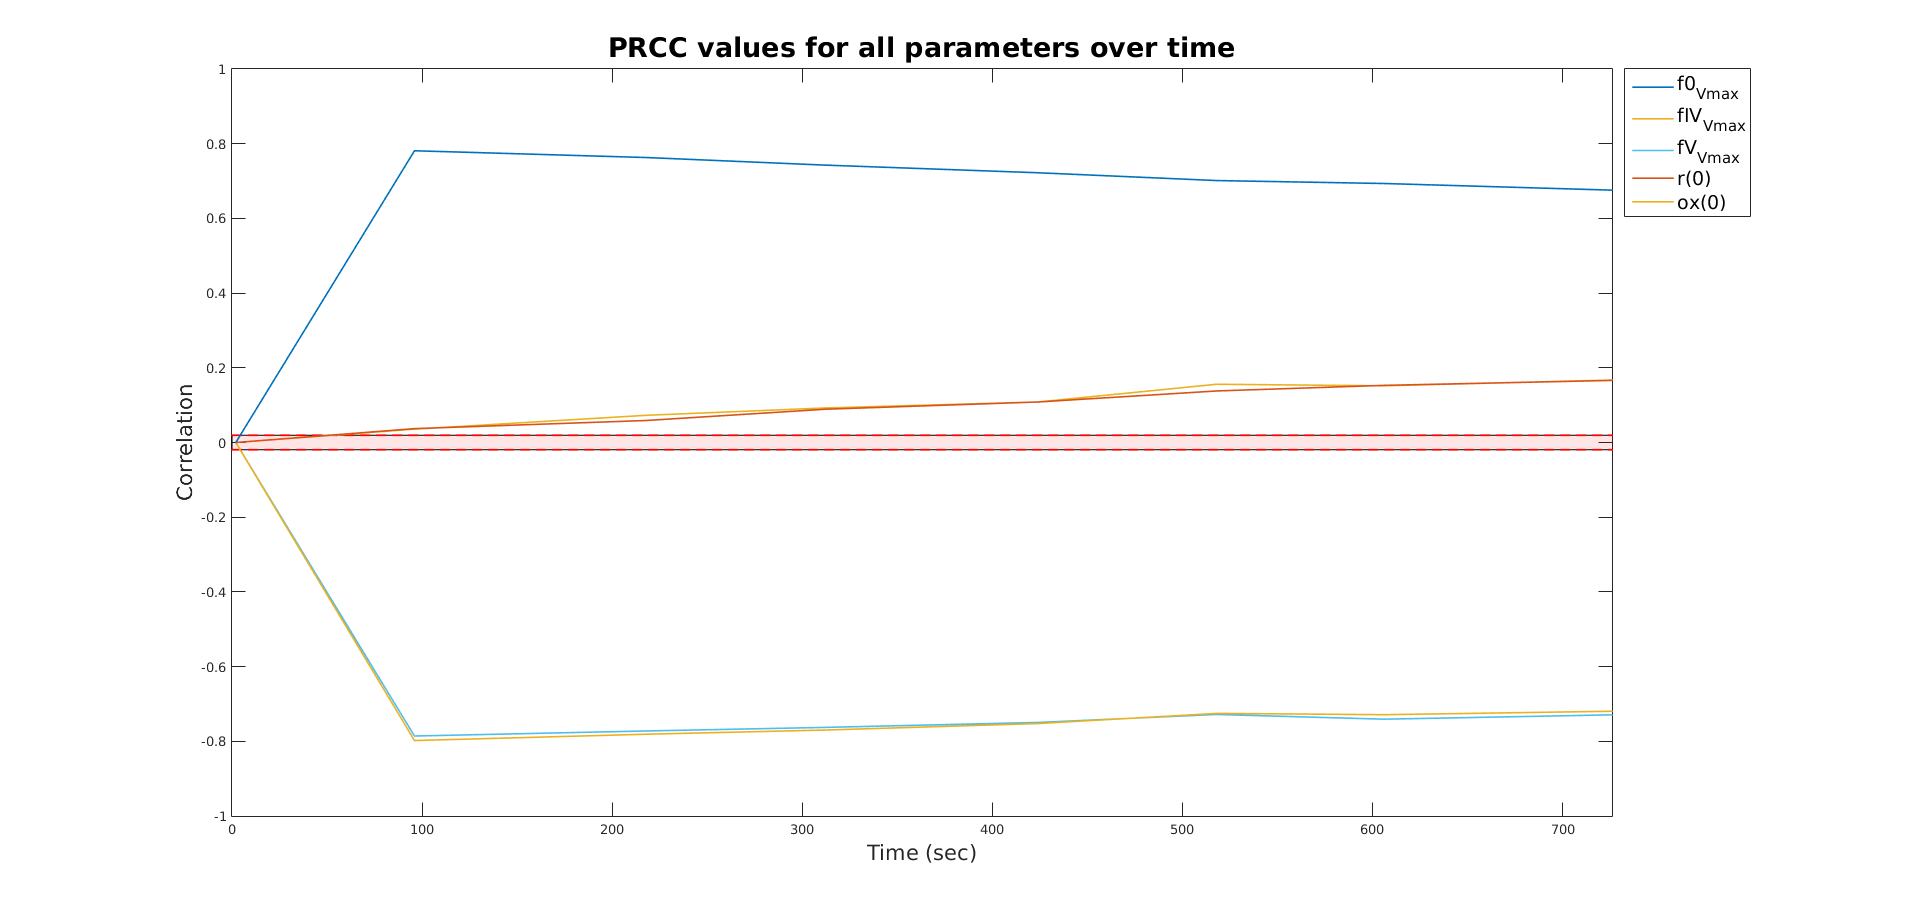 PRCC values for all parameters over time
1
0.8
0.6
0.4
0.2
0
-0.2
-0.4
-0.6
-0.8
-1
Correlation
0 100 200 300 400 500 600 700
Time (sec)
f0Vmax
fIVVmax
fVVmax
r(0)
ox(0)